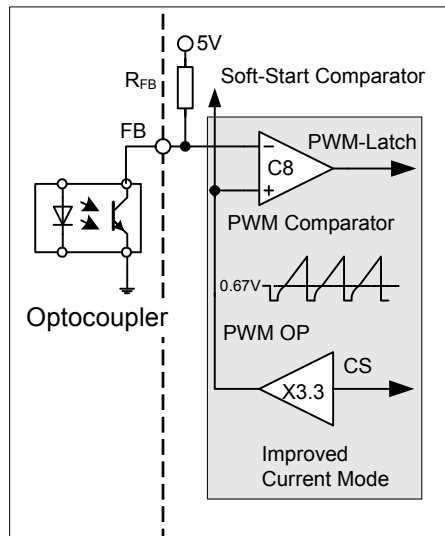 5V
RFB
Soft-Start Comparator
FB
PWM-Latch
C8
PWM Comparator
0.67V
Optocoupler
PWM OP
CS
X3.3
Improved
Current Mode